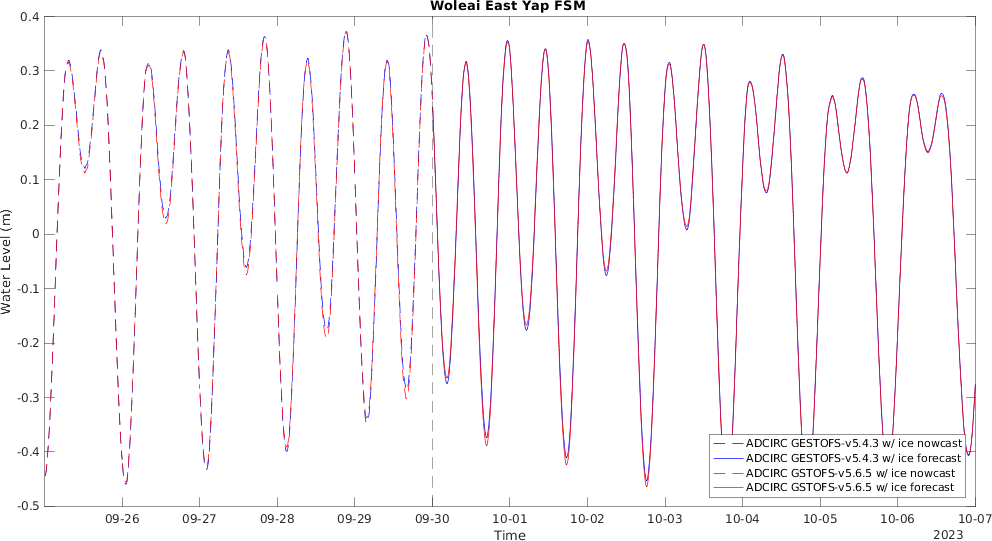 Woleai East Yap FSM
0.4
0.3
0.2
0.1
0
-0.1
-0.2
-0.3
-0.4
-0.5
Water Level (m)
ADCIRC GESTOFS-v5.4.3 w/ ice nowcast
ADCIRC GESTOFS-v5.4.3 w/ ice forecast
ADCIRC GSTOFS-v5.6.5 w/ ice nowcast
ADCIRC GSTOFS-v5.6.5 w/ ice forecast
09-26 09-27 09-28 09-29 09-30 10-01 10-02 10-03 10-04 10-05 10-06 10-07
Time
2023